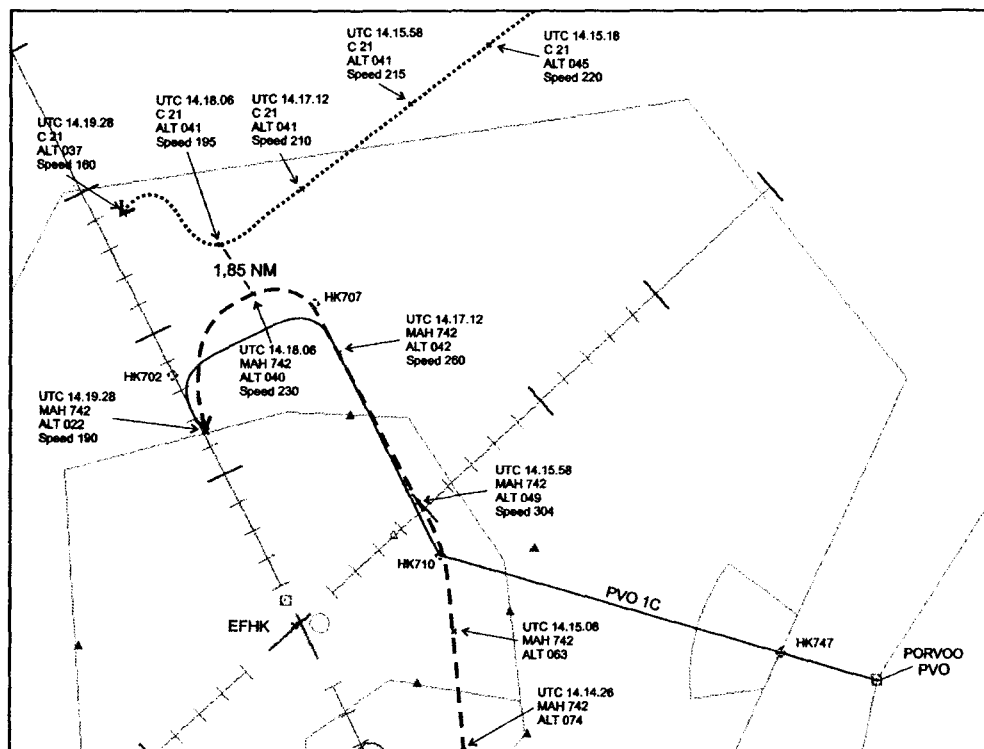 UTC 14.15.58
C 21
ALT 041
Speed 215
UTC 14.15.18
C 21
ALT 045
Speed 220
UTC 14.18.06
C 21
ALT 041
Speed 195
UTC 14.17.12
C 21
ALT 041
Speed 210
UTC 14.19.28
C 21
ALT 037
Speed 160
1,85 NM
HK707
UTC 14.17.12
MAH 742
ALT 042
Speed 260
UTC 14.18.06
MAH 742
ALT 040
Speed 230
HK702
UTC 14.19.28
MAH 742
ALT 022
Speed 190
UTC 14.15.58
MAH 742
ALT 049
Speed 304
HK710
PVO 1C
EFHK
UTC 14.15.06
MAH 742
ALT 063
HK747
PORVOO
PVO
UTC 14.14.26
MAH 742
ALT 074